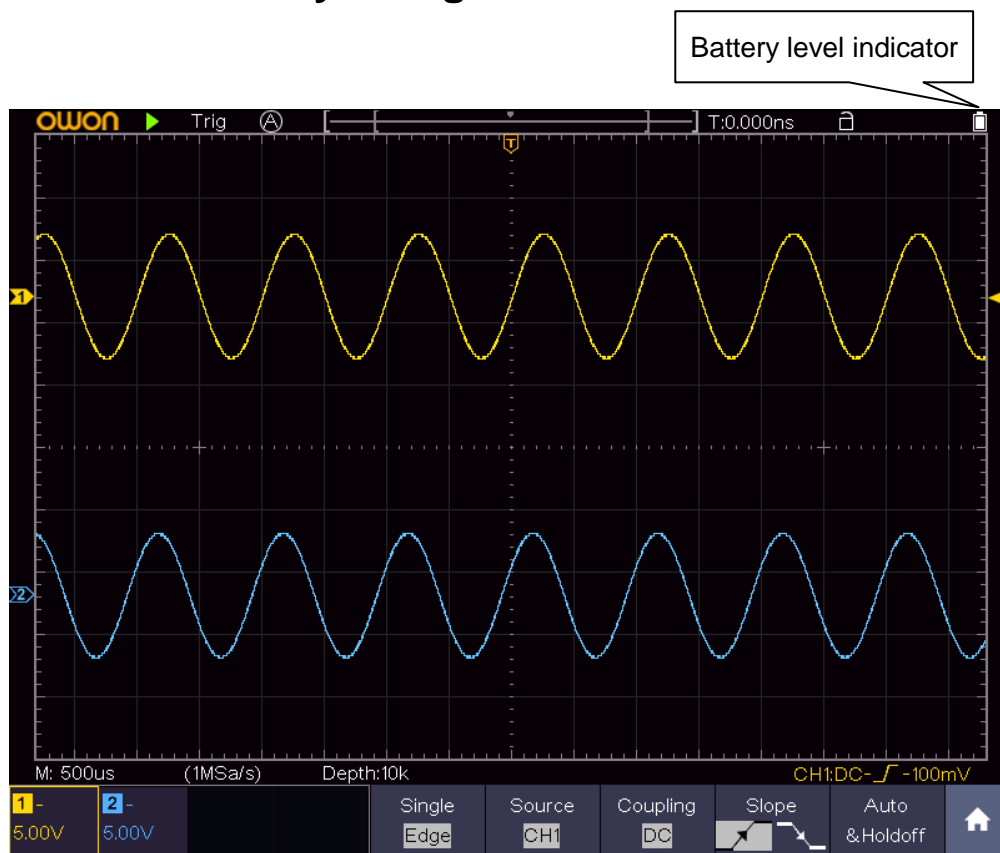 Battery level indicator
owon Trig A T:0.000ns
T
1
2
M: 500us (1MSa/s) Depth:10k CH1:DC- -100mV
1 - 2 - Single Source Coupling Slope Auto
5.00V 5.00V Edge CH1 DC &Holdoff